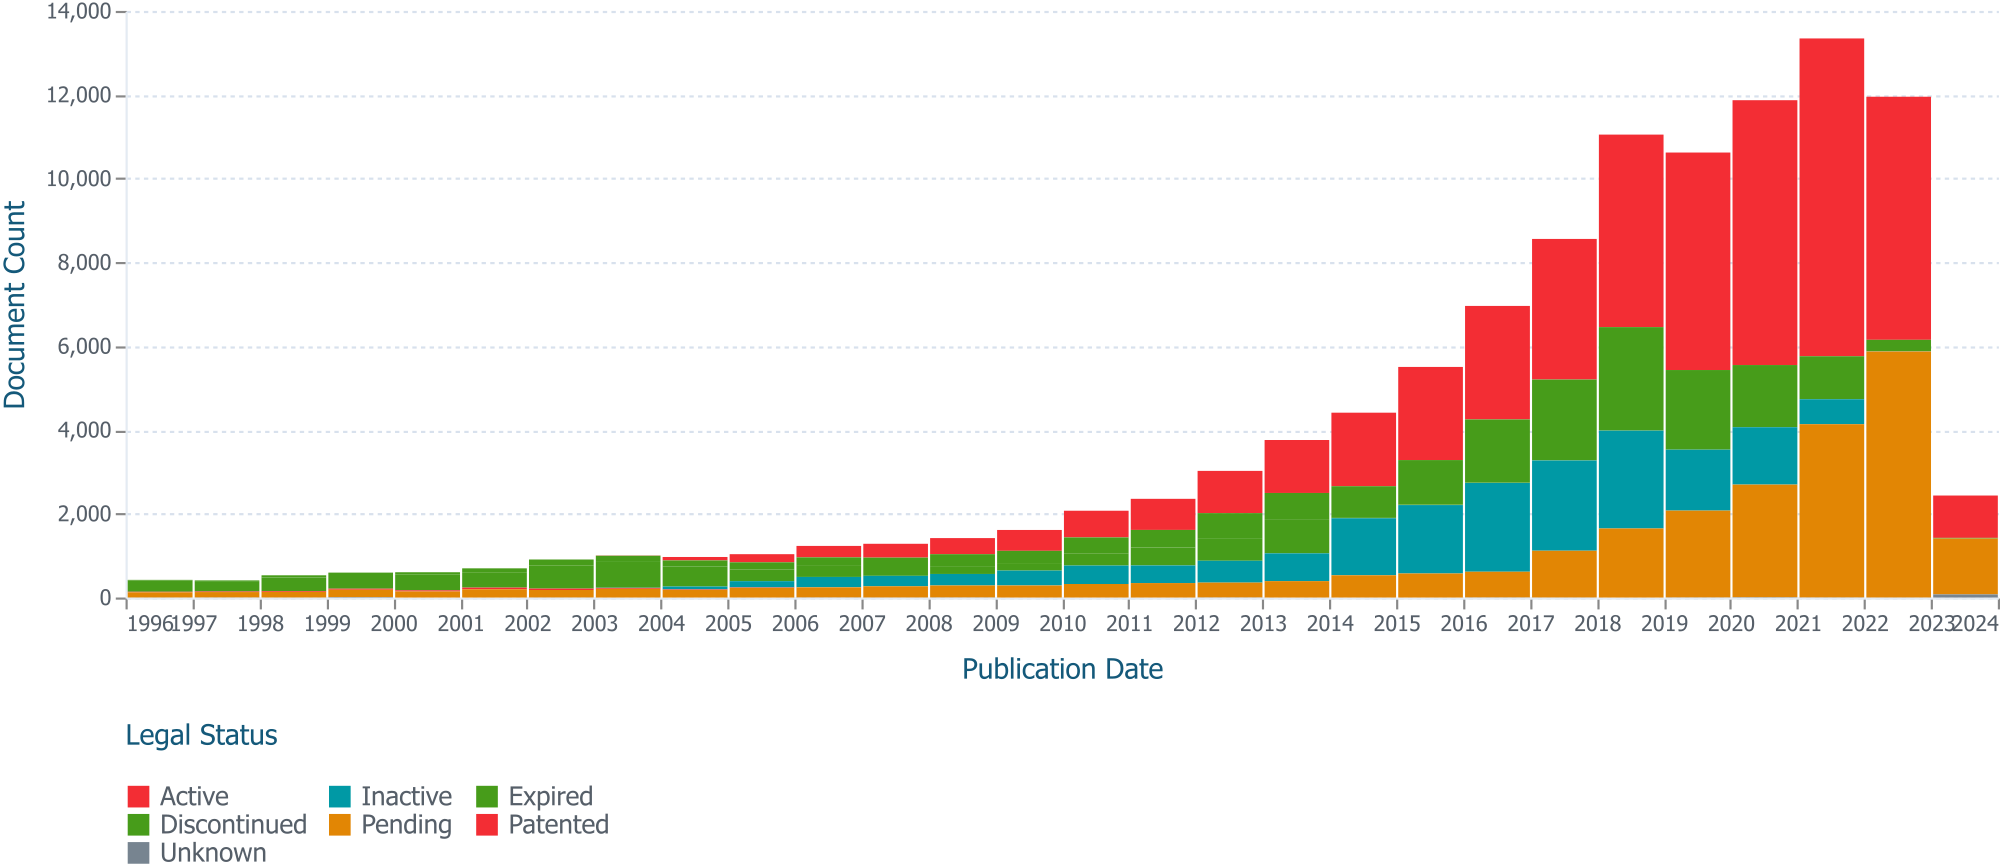 14,000
12,000
10,000
8,000
6,000
4,000
2,000
0
Document Count
1996 1997 1998 1999 2000 2001 2002 2003 2004 2005 2006 2007 2008 2009 2010 2011 2012 2013 2014 2015 2016 2017 2018 2019 2020 2021 2022 2023 2024
Publication Date
Legal Status
Active Inactive Expired
Discontinued Pending Patented
Unknown